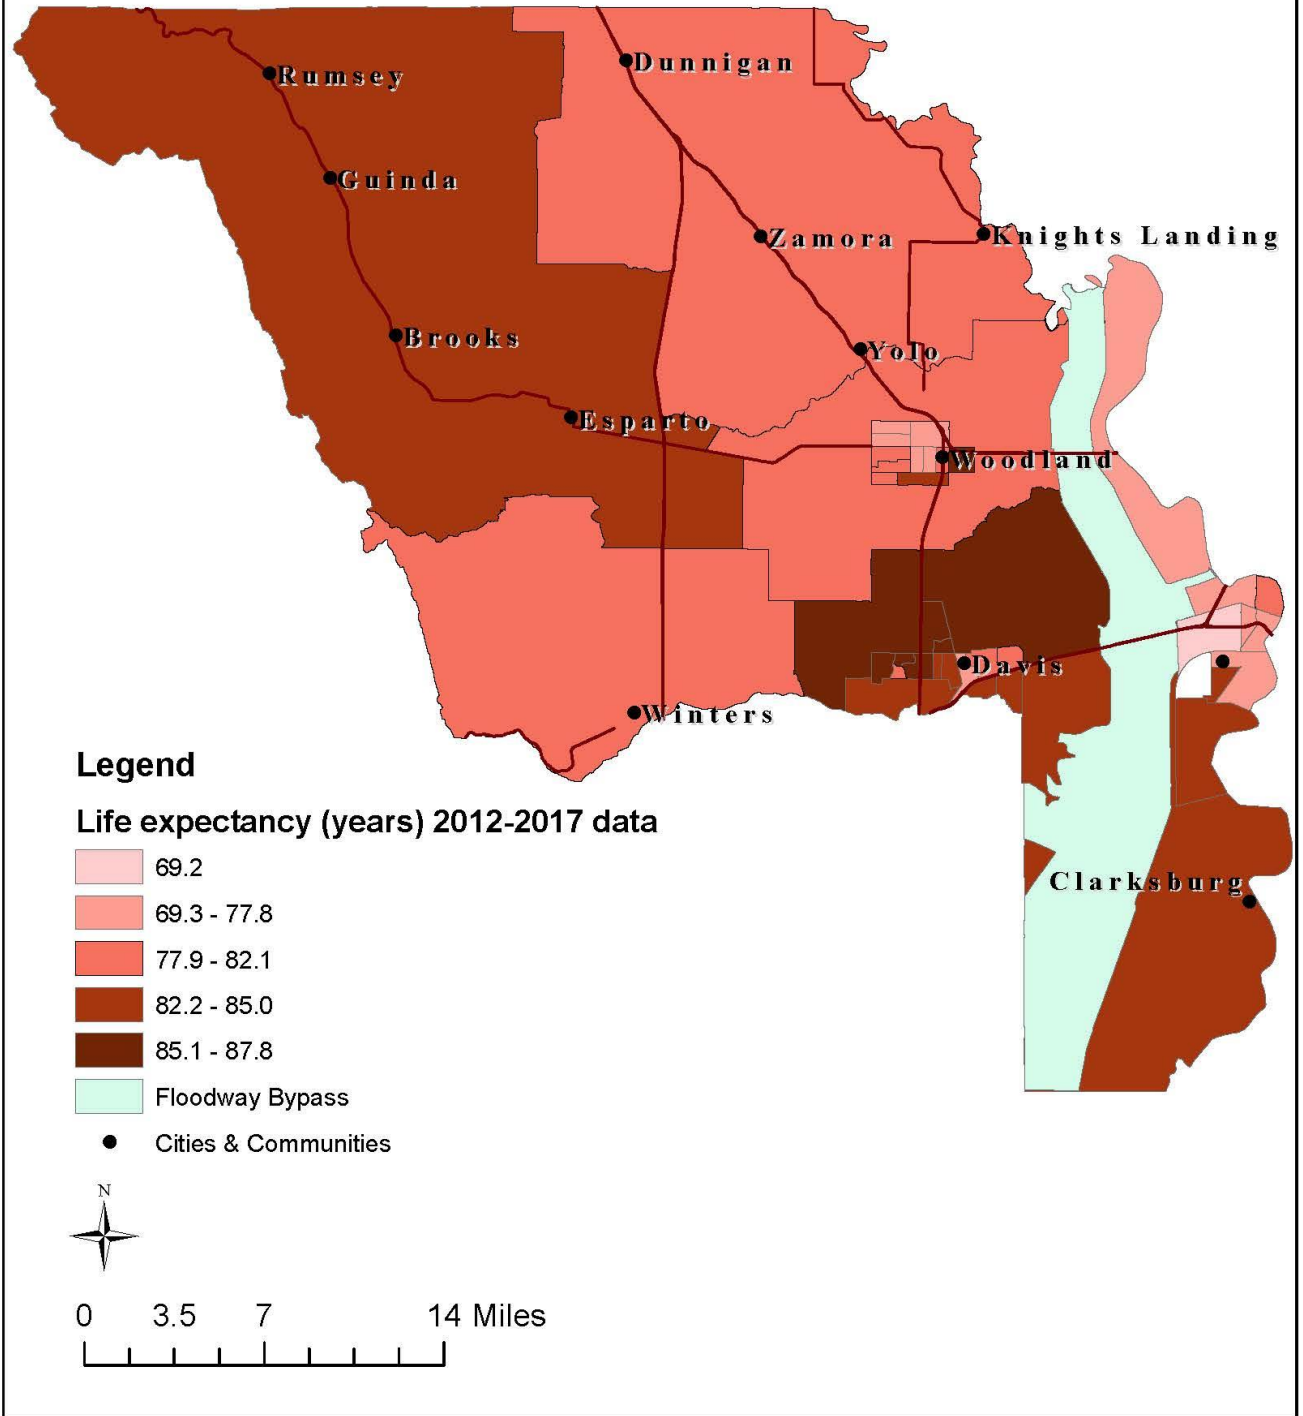 Dunnigan
Rumsey
Guinda
Zamora
Knights Landing
Brooks
Yolo
Esparto
Woodland
Davis
Winters
Clarksburg
Legend
Life expectancy (years) 2012-2017 data
69.2
69.3 - 77.8
77.9 - 82.1
82.2 - 85.0
85.1 - 87.8
Floodway Bypass
Cities & Communities
N
0 3.5 7 14 Miles